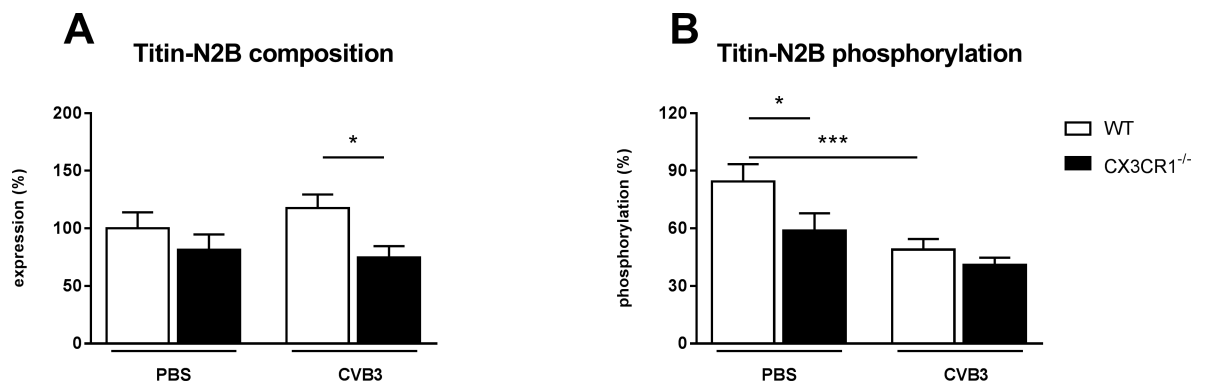 A
Titin-N2B composition
200
150
100
50
0
expression (%)
*
PBS
CVB3
B
Titin-N2B phosphorylation
120
90
60
30
0
phosphorylation (%)
*
***
PBS
CVB3
WT
CX3CR1-/-